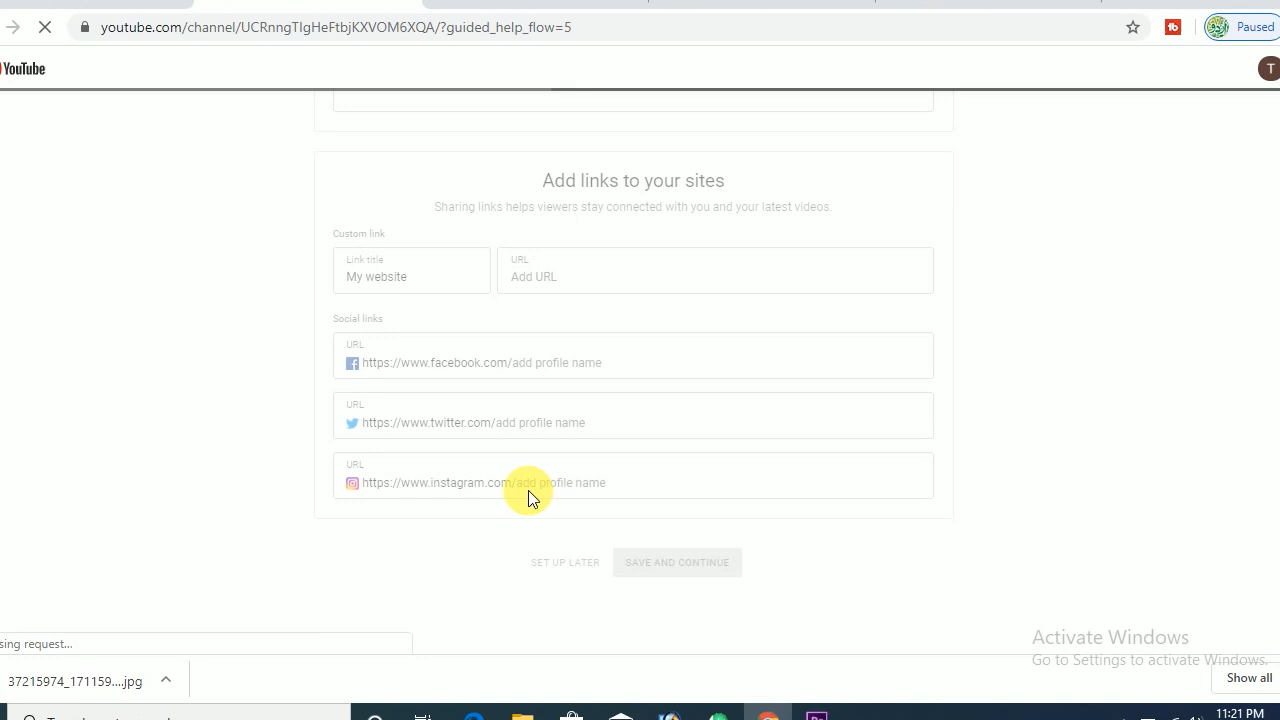 youtube.com/channel/UCRnngTIgHeFtbjKXVOM6XQA/?guided_help_flow=5
Paused
YouTube
T
Add links to your sites
Sharing links helps viewers stay connected with you and your latest videos.
Custom link
Link title
My website
URL
Add URL
Social links
URL
https://www.facebook.com/add profile name
URL
https://www.twitter.com/add profile name
URL
https://www.instagram.com/add profile name
SET UP LATER
SAVE AND CONTINUE
sing request...
Activate Windows
Go to Settings to activate Windows.
37215974_171159....jpg
Show all
11:21 PM